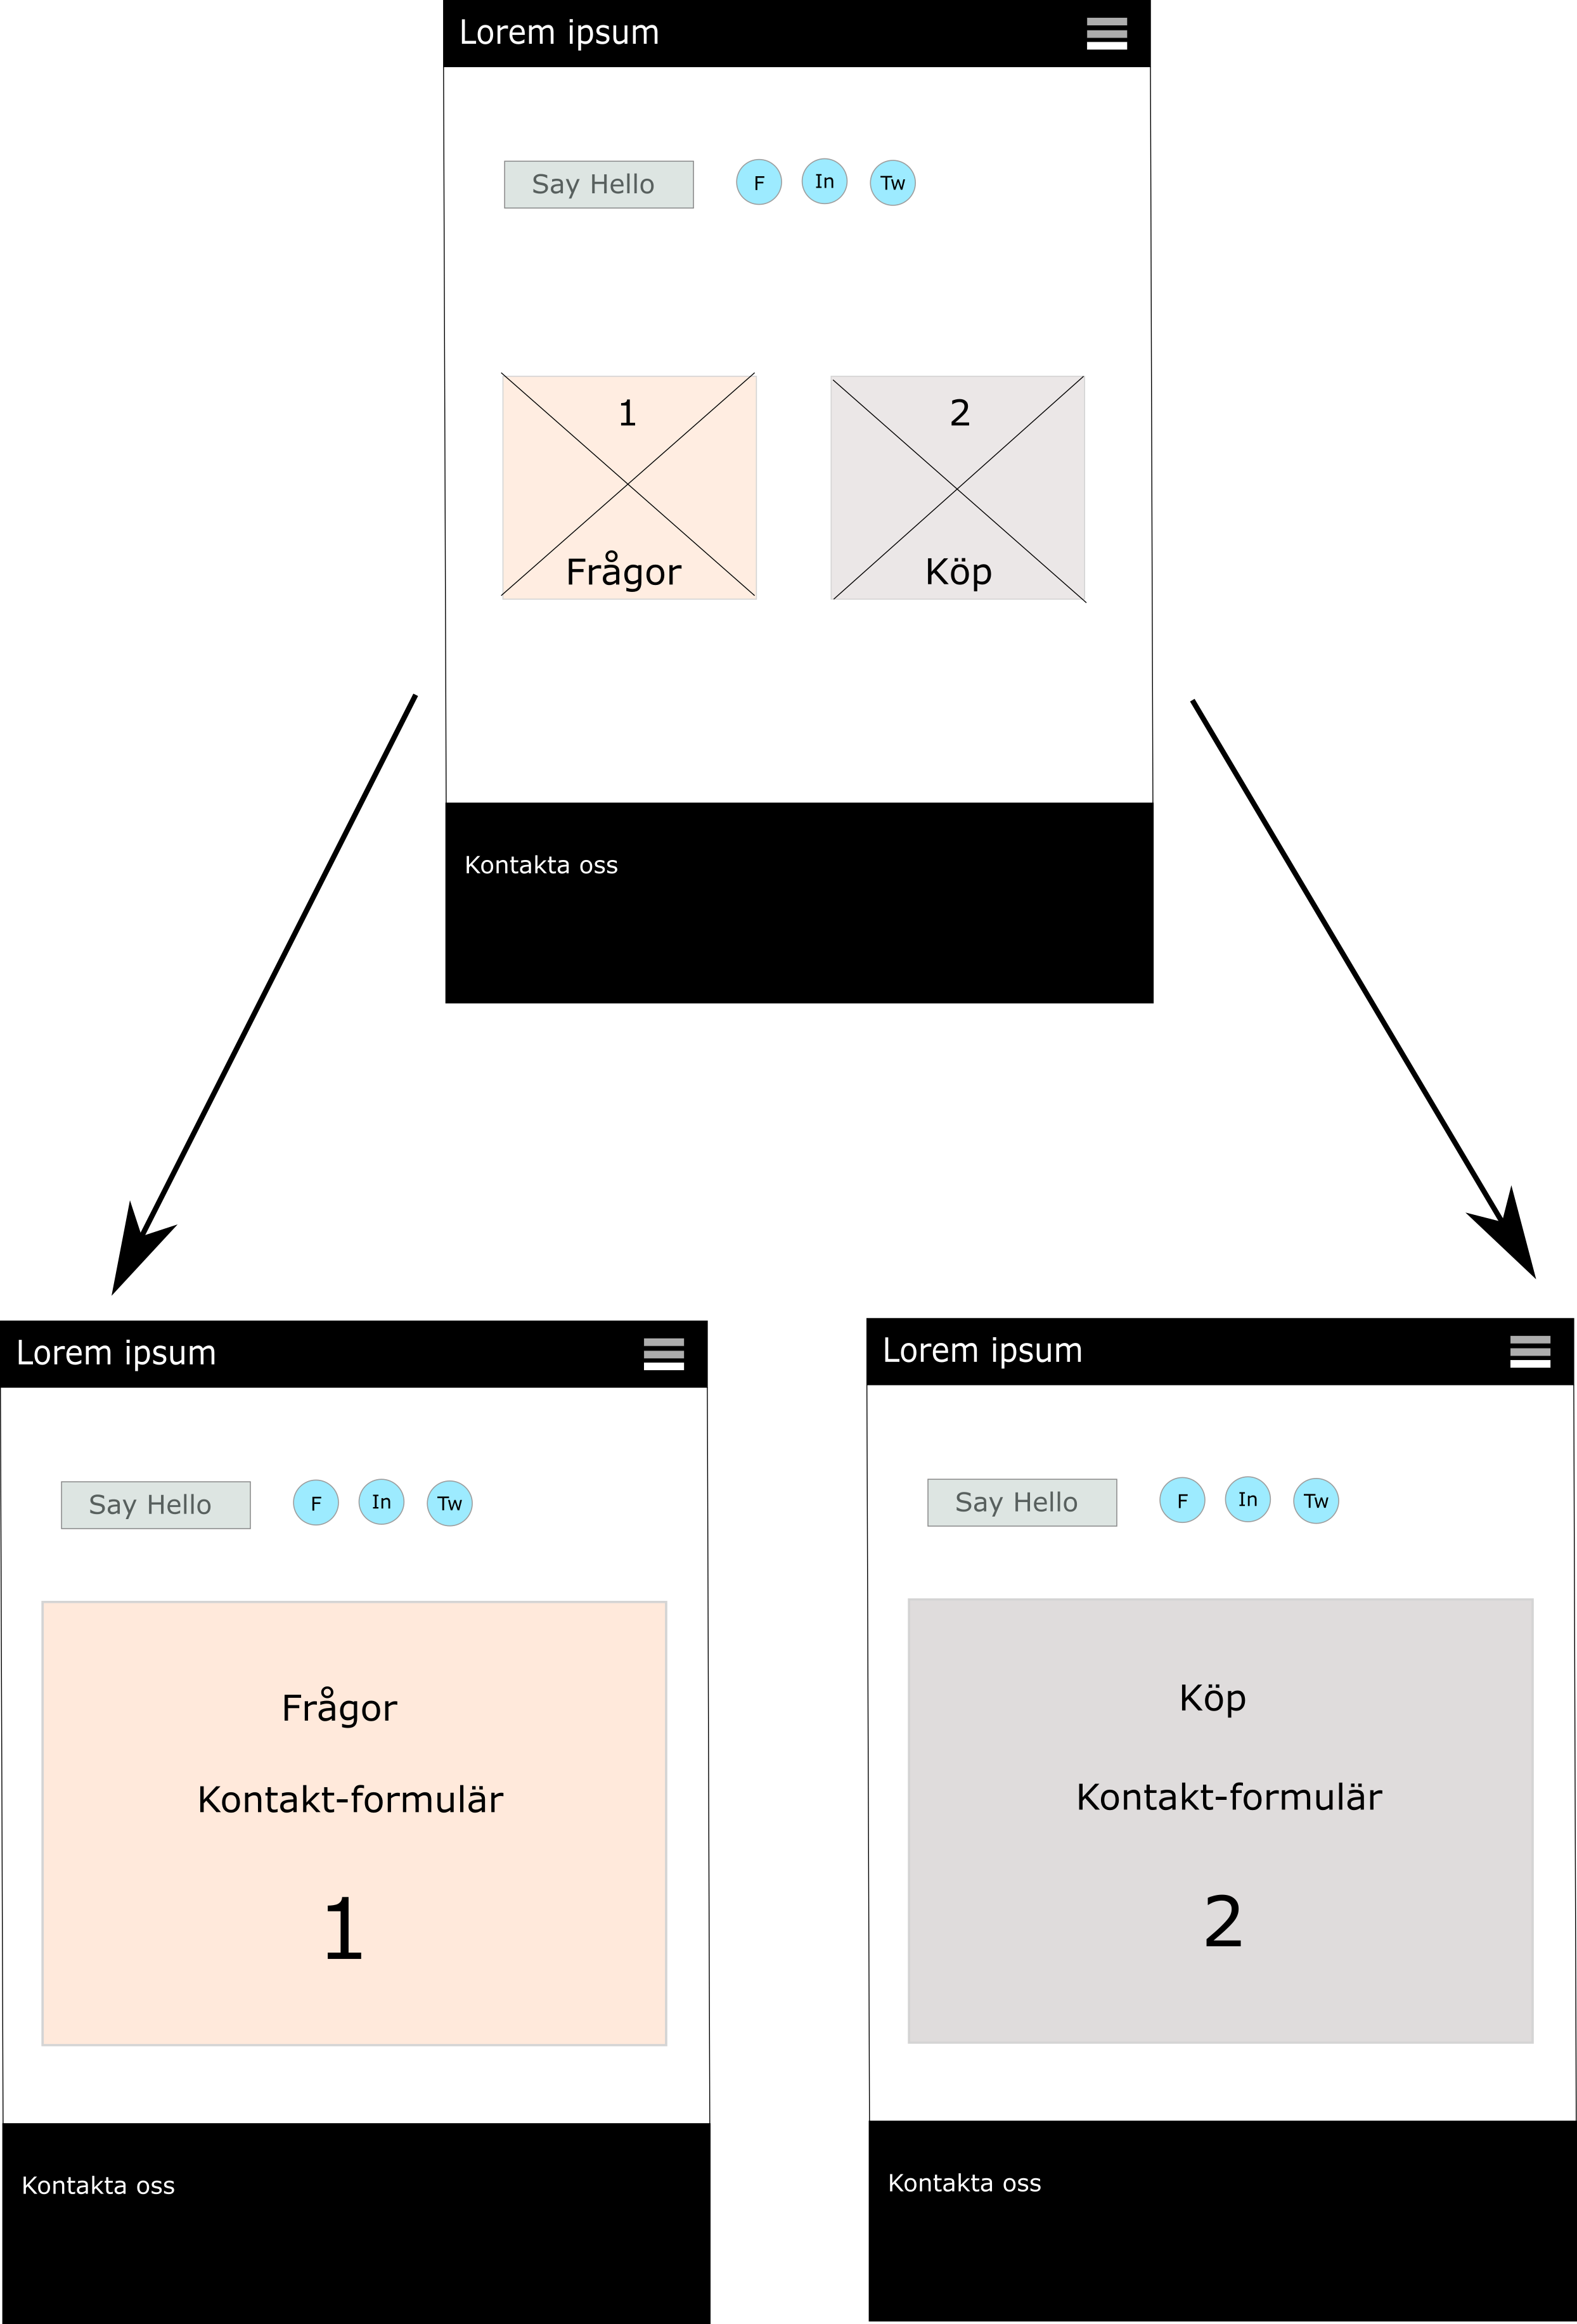 Lorem ipsum
Say Hello
F
In
Tw
1
2
Frågor
Köp
Kontakta oss
Lorem ipsum
Say Hello
F
In
Tw
Frågor
Kontakt-formulär
1
Kontakta oss
Lorem ipsum
Say Hello
F
In
Tw
Köp
Kontakt-formulär
2
Kontakta oss